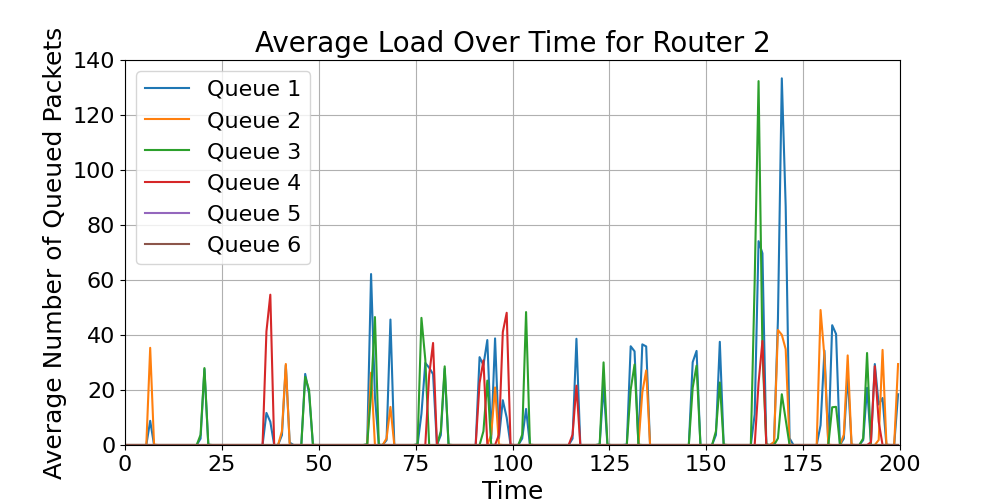 Average Load Over Time for Router 2
Average Number of Queued Packets
140
120
100
80
60
40
20
0
Queue 1
Queue 2
Queue 3
Queue 4
Queue 5
Queue 6
0 25 50 75 100 125 150 175 200
Time